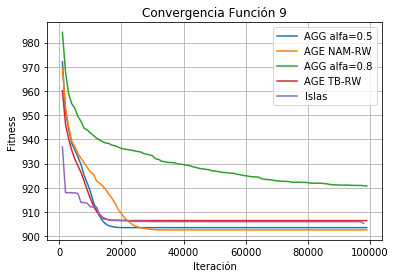 Convergencia Función 9
Fitness
980
970
960
950
940
930
920
910
900
0
20000
40000
60000
80000
100000
Iteración
AGG alfa=0.5
AGE NAM-RW
AGG alfa=0.8
AGE TB-RW
Islas